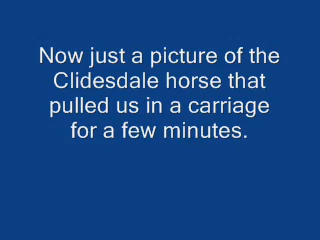 Now just a picture of the
Clidesdale horse that
pulled us in a carriage
for a few minutes.